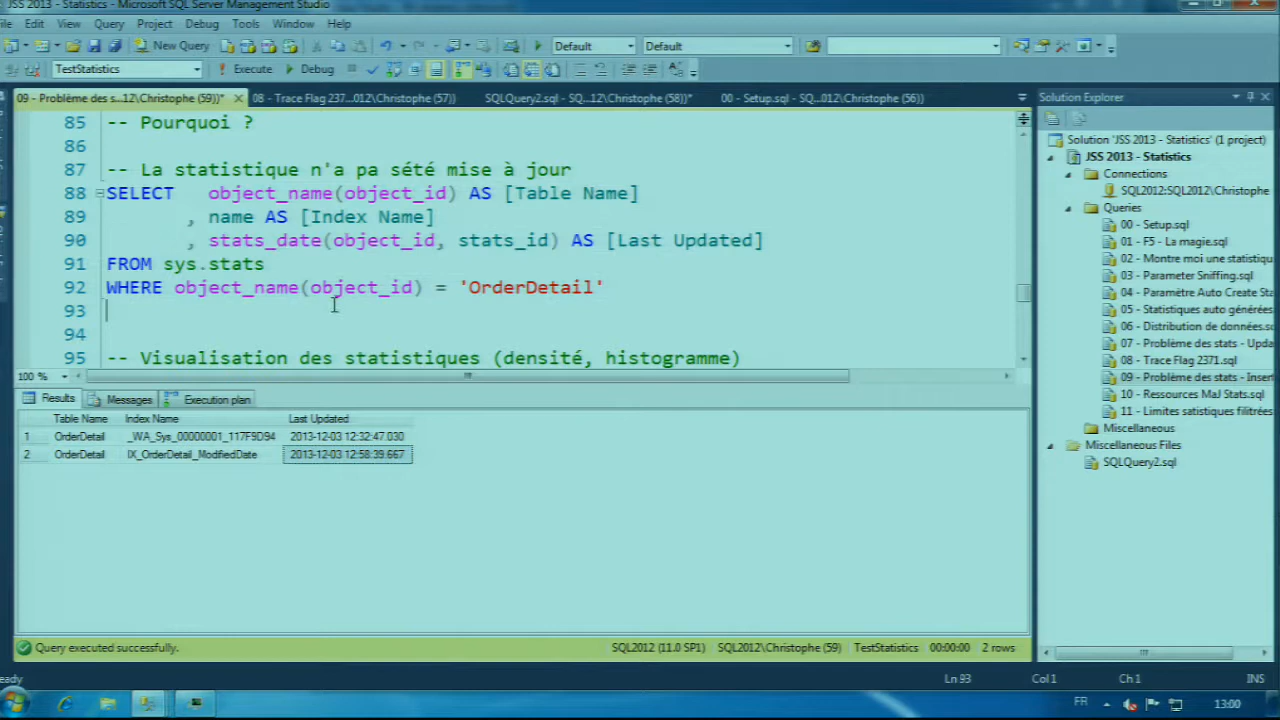 JSS 2013 - Statistics - Microsoft SQL Server Management Studio
File Edit View Query Project Debug Tools Window Help
New Query Default Default
TestStatistics Execute Debug
09 - Problème des s...12\Christophe (59))* 08 - Trace Flag 237...012\Christophe (57)) SQLQuery2.sql - SQ...12\Christophe (58))* 00 - Setup.sql - SQ...012\Christophe (56))
85 -- Pourquoi ?
86
87 -- La statistique n'a pa sété mise à jour
88 SELECT object_name(object_id) AS [Table Name]
89 , name AS [Index Name]
90 , stats_date(object_id, stats_id) AS [Last Updated]
91 FROM sys.stats
92 WHERE object_name(object_id) = 'OrderDetail'
93
94
95 -- Visualisation des statistiques (densité, histogramme)
100 %
Results Messages Execution plan
Table Name Index Name Last Updated
1 OrderDetail _WA_Sys_00000001_117F9D94 2013-12-03 12:32:47.030
2 OrderDetail IX_OrderDetail_ModifiedDate 2013-12-03 12:58:39.667
Query executed successfully. SQL2012 (11.0 SP1) SQL2012\Christophe (59) TestStatistics 00:00:00 2 rows
Solution Explorer
Solution 'JSS 2013 - Statistics' (1 project)
JSS 2013 - Statistics
Connections
SQL2012:SQL2012\Christophe
Queries
00 - Setup.sql
01 - F5 - La magie.sql
02 - Montre moi une statistiqu
03 - Parameter Sniffing.sql
04 - Paramètre Auto Create Sta
05 - Statistiques auto générées
06 - Distribution de données.s
07 - Problème des stats - Upda
08 - Trace Flag 2371.sql
09 - Problème des stats - Inser
10 - Ressources MaJ Stats.sql
11 - Limites satistiques filitrées
Miscellaneous
Miscellaneous Files
SQLQuery2.sql
eady Ln 93 Col 1 Ch 1 INS
FR 13:00